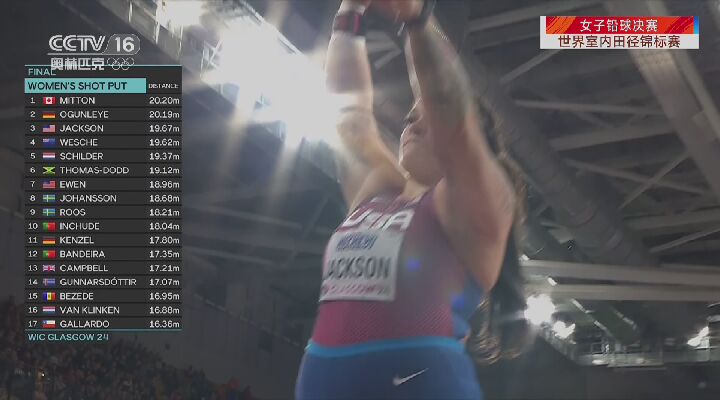 CCTV 16
奥林匹克
女子铅球决赛
世界室内田径锦标赛
FINAL
WOMEN'S SHOT PUT DISTANCE
1 MITTON 20.20m
2 OGUNLEYE 20.19m
3 JACKSON 19.67m
4 WESCHE 19.62m
5 SCHILDER 19.37m
6 THOMAS-DODD 19.12m
7 EWEN 18.96m
8 JOHANSSON 18.68m
9 ROOS 18.21m
10 INCHUDE 18.04m
11 KENZEL 17.80m
12 BANDEIRA 17.35m
13 CAMPBELL 17.21m
14 GUNNARSDÓTTIR 17.07m
15 BEZEDE 16.95m
16 VAN KLINKEN 16.88m
17 GALLARDO 16.36m
WIC GLASGOW 24
USA
JACKSON
GLASGOW